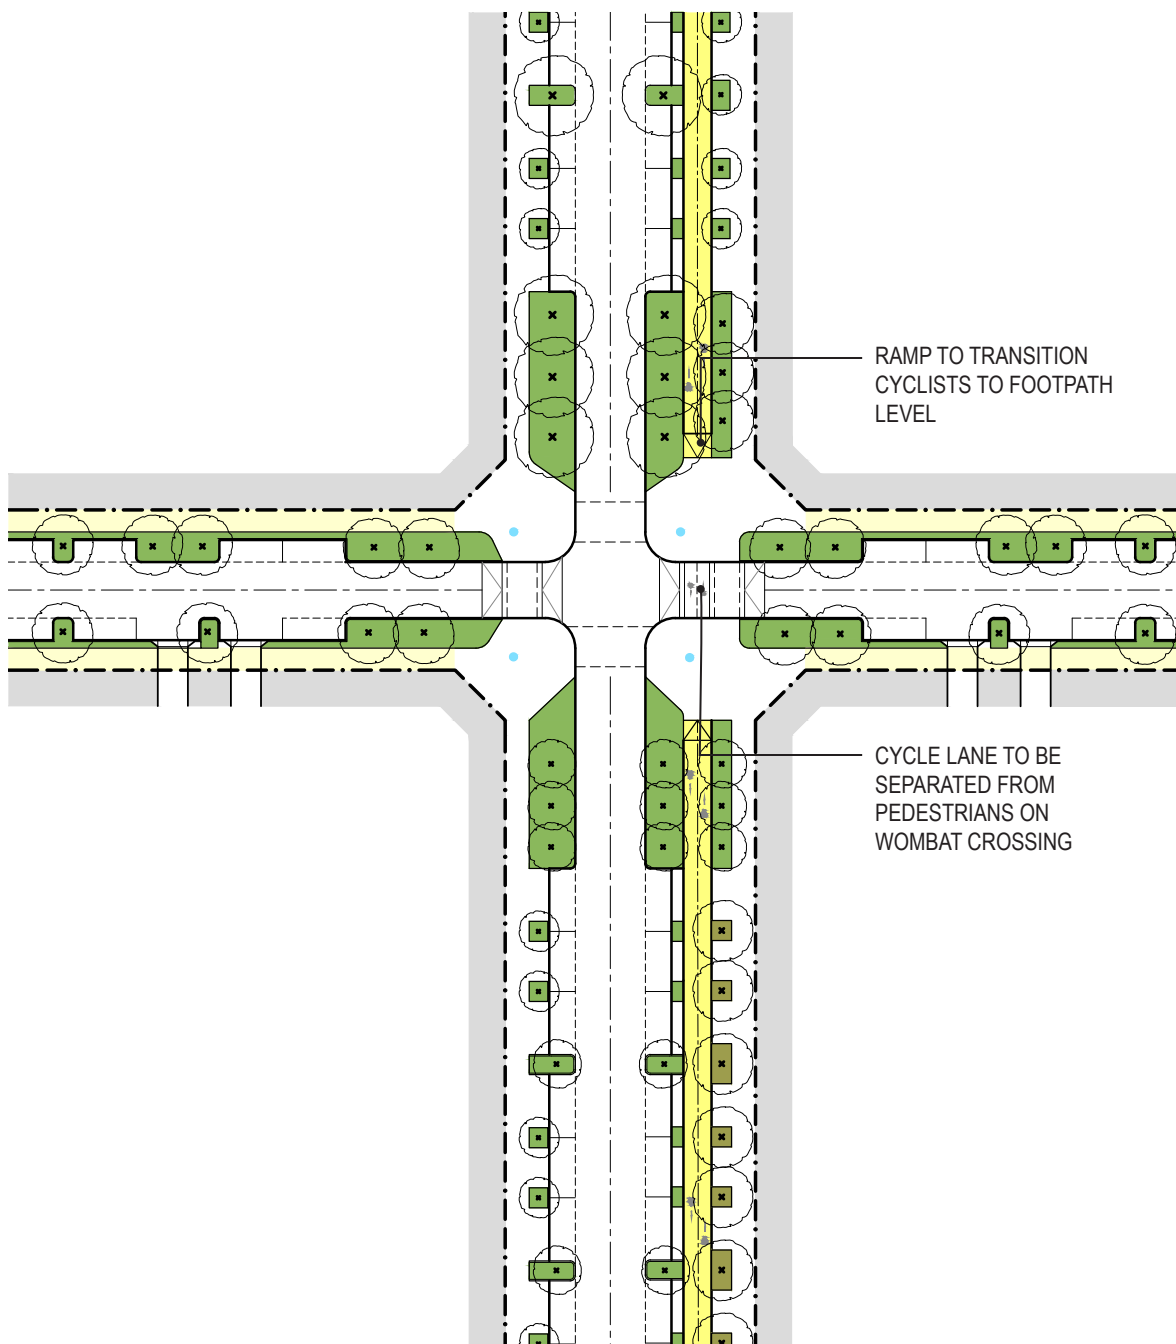 RAMP TO TRANSITION
CYCLISTS TO FOOTPATH
LEVEL
CYCLE LANE TO BE
SEPARATED FROM
PEDESTRIANS ON
WOMBAT CROSSING